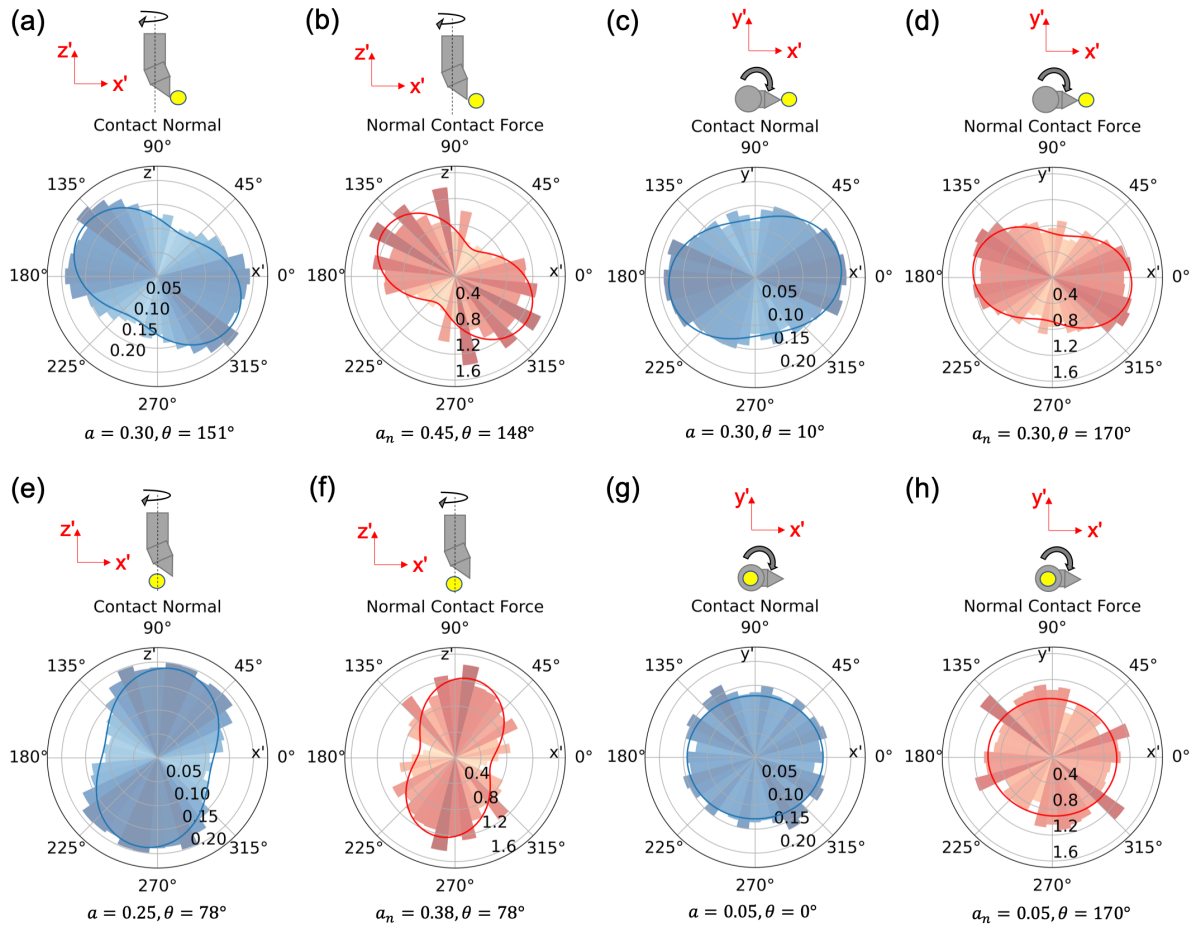 (a) (b) (c) (d)
z' x' z' x' y' x' y' x'
Contact Normal Normal Contact Force Contact Normal Normal Contact Force
90° 90° 90° 90°
135° z' 45° 135° z' 45° 135° y' 45° 135° y' 45°
180° x' 0° 180° x' 0° 180° x' 0° 180° x' 0°
0.05 0.4 0.05 0.4
0.10 0.8 0.10 0.8
0.15 1.2 0.15 1.2
0.20 1.6 0.20 1.6
225° 315° 225° 315° 225° 315° 225° 315°
270° 270° 270° 270°
a = 0.30, θ = 151° aₙ = 0.45, θ = 148° a = 0.30, θ = 10° aₙ = 0.30, θ = 170°
(e) (f) (g) (h)
z' x' z' x' y' x' y' x'
Contact Normal Normal Contact Force Contact Normal Normal Contact Force
90° 90° 90° 90°
135° z' 45° 135° z' 45° 135° y' 45° 135° y' 45°
180° x' 0° 180° x' 0° 180° x' 0° 180° x' 0°
0.05 0.4 0.05 0.4
0.10 0.8 0.10 0.8
0.15 1.2 0.15 1.2
0.20 1.6 0.20 1.6
225° 315° 225° 315° 225° 315° 225° 315°
270° 270° 270° 270°
a = 0.25, θ = 78° aₙ = 0.38, θ = 78° a = 0.05, θ = 0° aₙ = 0.05, θ = 170°